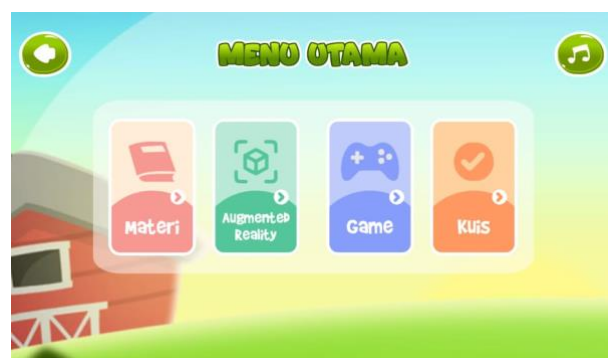 MENU UTAMA
Materi
Augmented
Reality
Game
Kuis